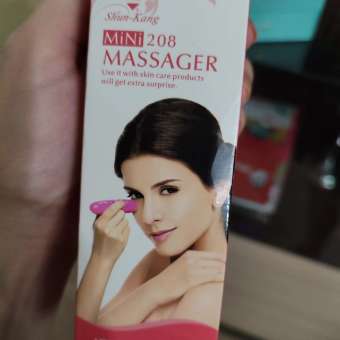 Shun-Kang
MiNi 208
MASSAGER
Use it with skin care products
will get extra surprise.